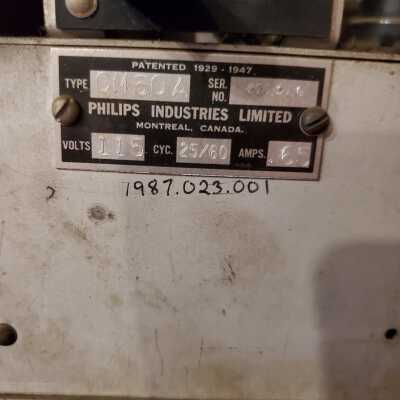 PATENTED 1929 - 1947.
TYPE CM60A SER. NO.
PHILIPS INDUSTRIES LIMITED
MONTREAL, CANADA.
VOLTS 115 CYC. 25/60 AMPS. .65
1987.023.001